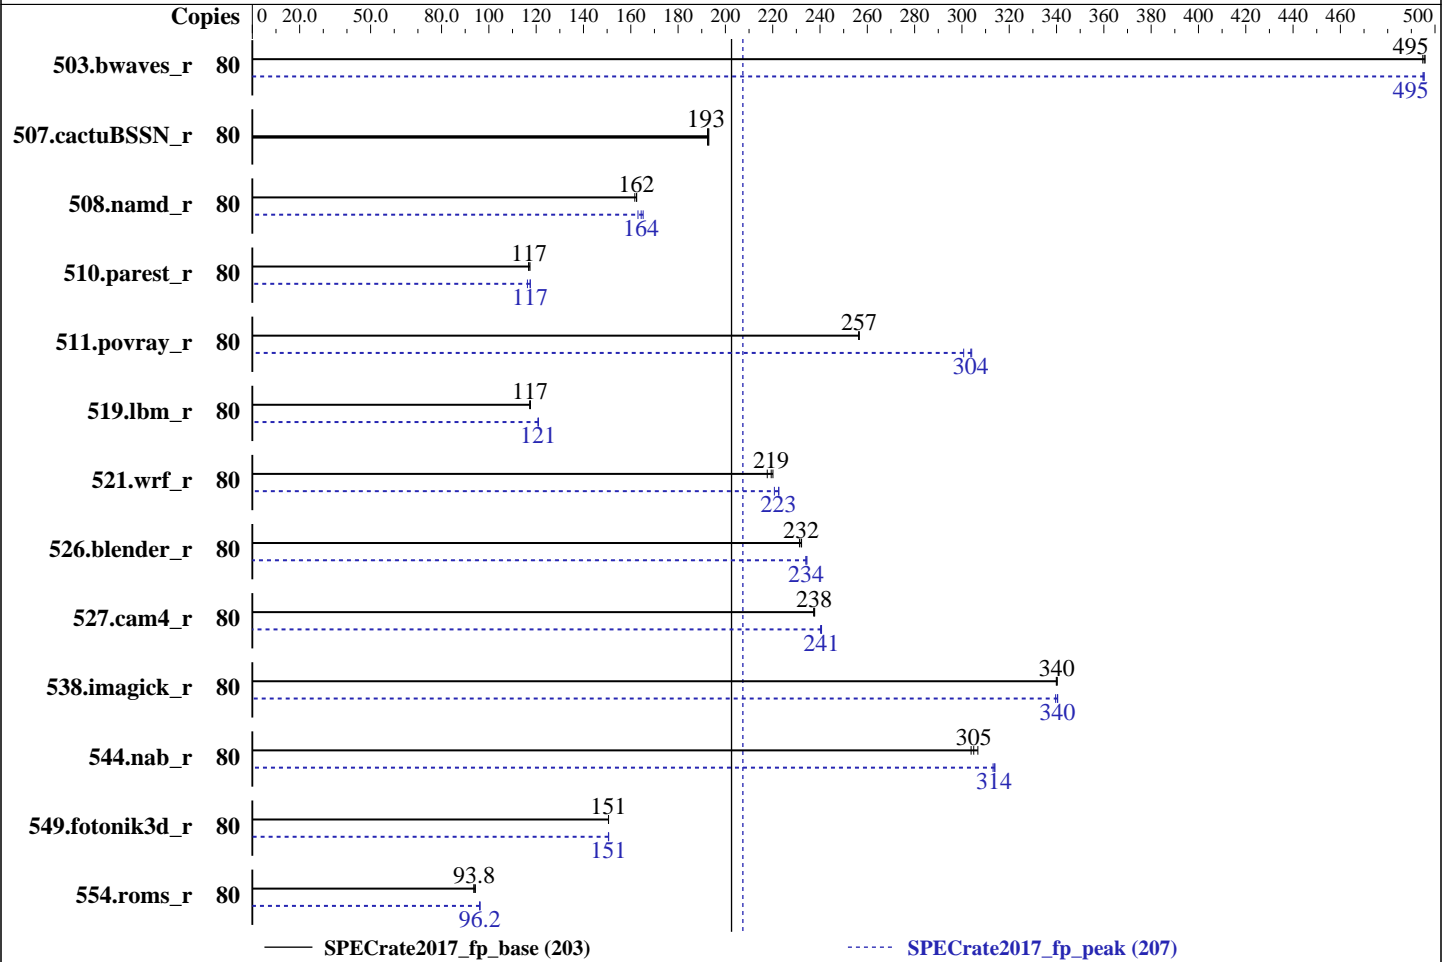 Copies 0 20.0 50.0 80.0 100 120 140 160 180 200 220 240 260 280 300 320 340 360 380 400 420 440 460 500
495
503.bwaves_r 80
495
193
507.cactuBSSN_r 80
162
508.namd_r 80
164
117
510.parest_r 80
117
257
511.povray_r 80
304
117
519.lbm_r 80
121
219
521.wrf_r 80
223
232
526.blender_r 80
234
238
527.cam4_r 80
241
340
538.imagick_r 80
340
305
544.nab_r 80
314
151
549.fotonik3d_r 80
151
93.8
554.roms_r 80
96.2
SPECrate2017_fp_base (203) SPECrate2017_fp_peak (207)